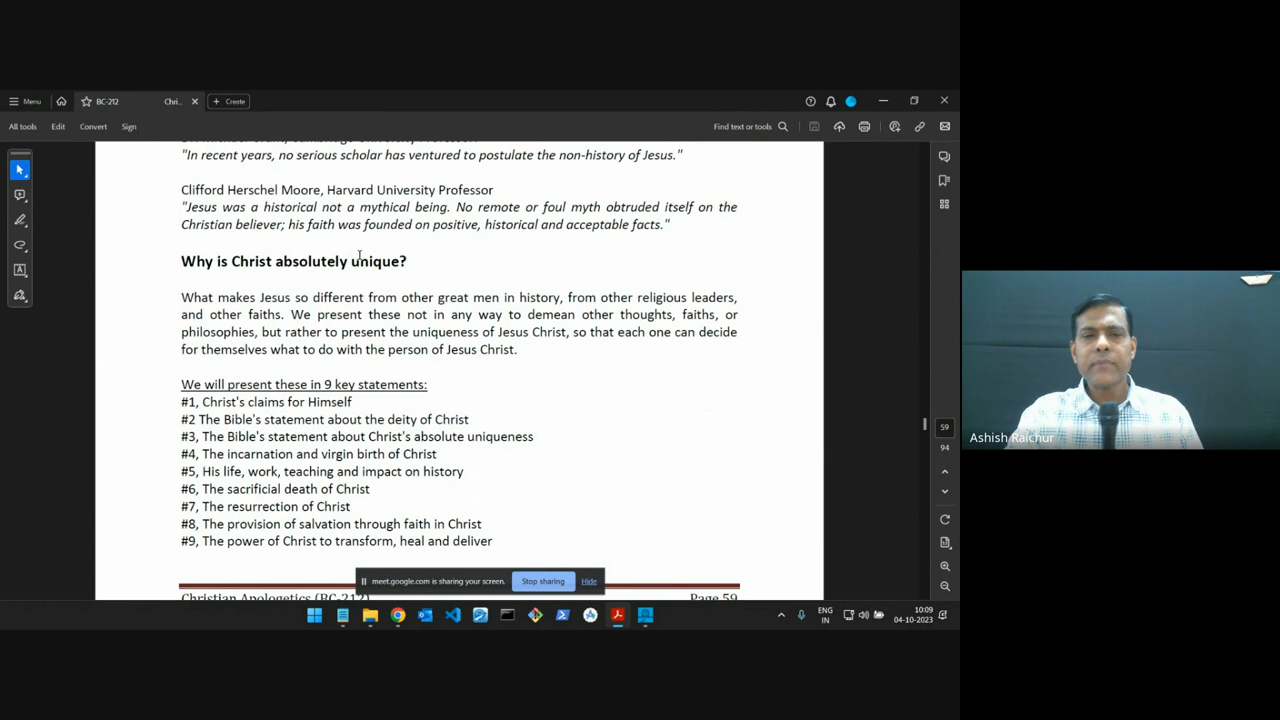 Menu
BC-212
Chri...
Create
All tools
Edit
Convert
Sign
Find text or tools
"In recent years, no serious scholar has ventured to postulate the non-history of Jesus."
Clifford Herschel Moore, Harvard University Professor
"Jesus was a historical not a mythical being. No remote or foul myth obtruded itself on the
Christian believer; his faith was founded on positive, historical and acceptable facts."
Why is Christ absolutely unique?
What makes Jesus so different from other great men in history, from other religious leaders,
and other faiths. We present these not in any way to demean other thoughts, faiths, or
philosophies, but rather to present the uniqueness of Jesus Christ, so that each one can decide
for themselves what to do with the person of Jesus Christ.
We will present these in 9 key statements:
#1, Christ's claims for Himself
#2 The Bible's statement about the deity of Christ
#3, The Bible's statement about Christ's absolute uniqueness
#4, The incarnation and virgin birth of Christ
#5, His life, work, teaching and impact on history
#6, The sacrificial death of Christ
#7, The resurrection of Christ
#8, The provision of salvation through faith in Christ
#9, The power of Christ to transform, heal and deliver
Christian Apologetics (BC-212)
Page 59
meet.google.com is sharing your screen.
Stop sharing
Hide
59
94
ENG
IN
10:09
04-10-2023
Ashish Raichur